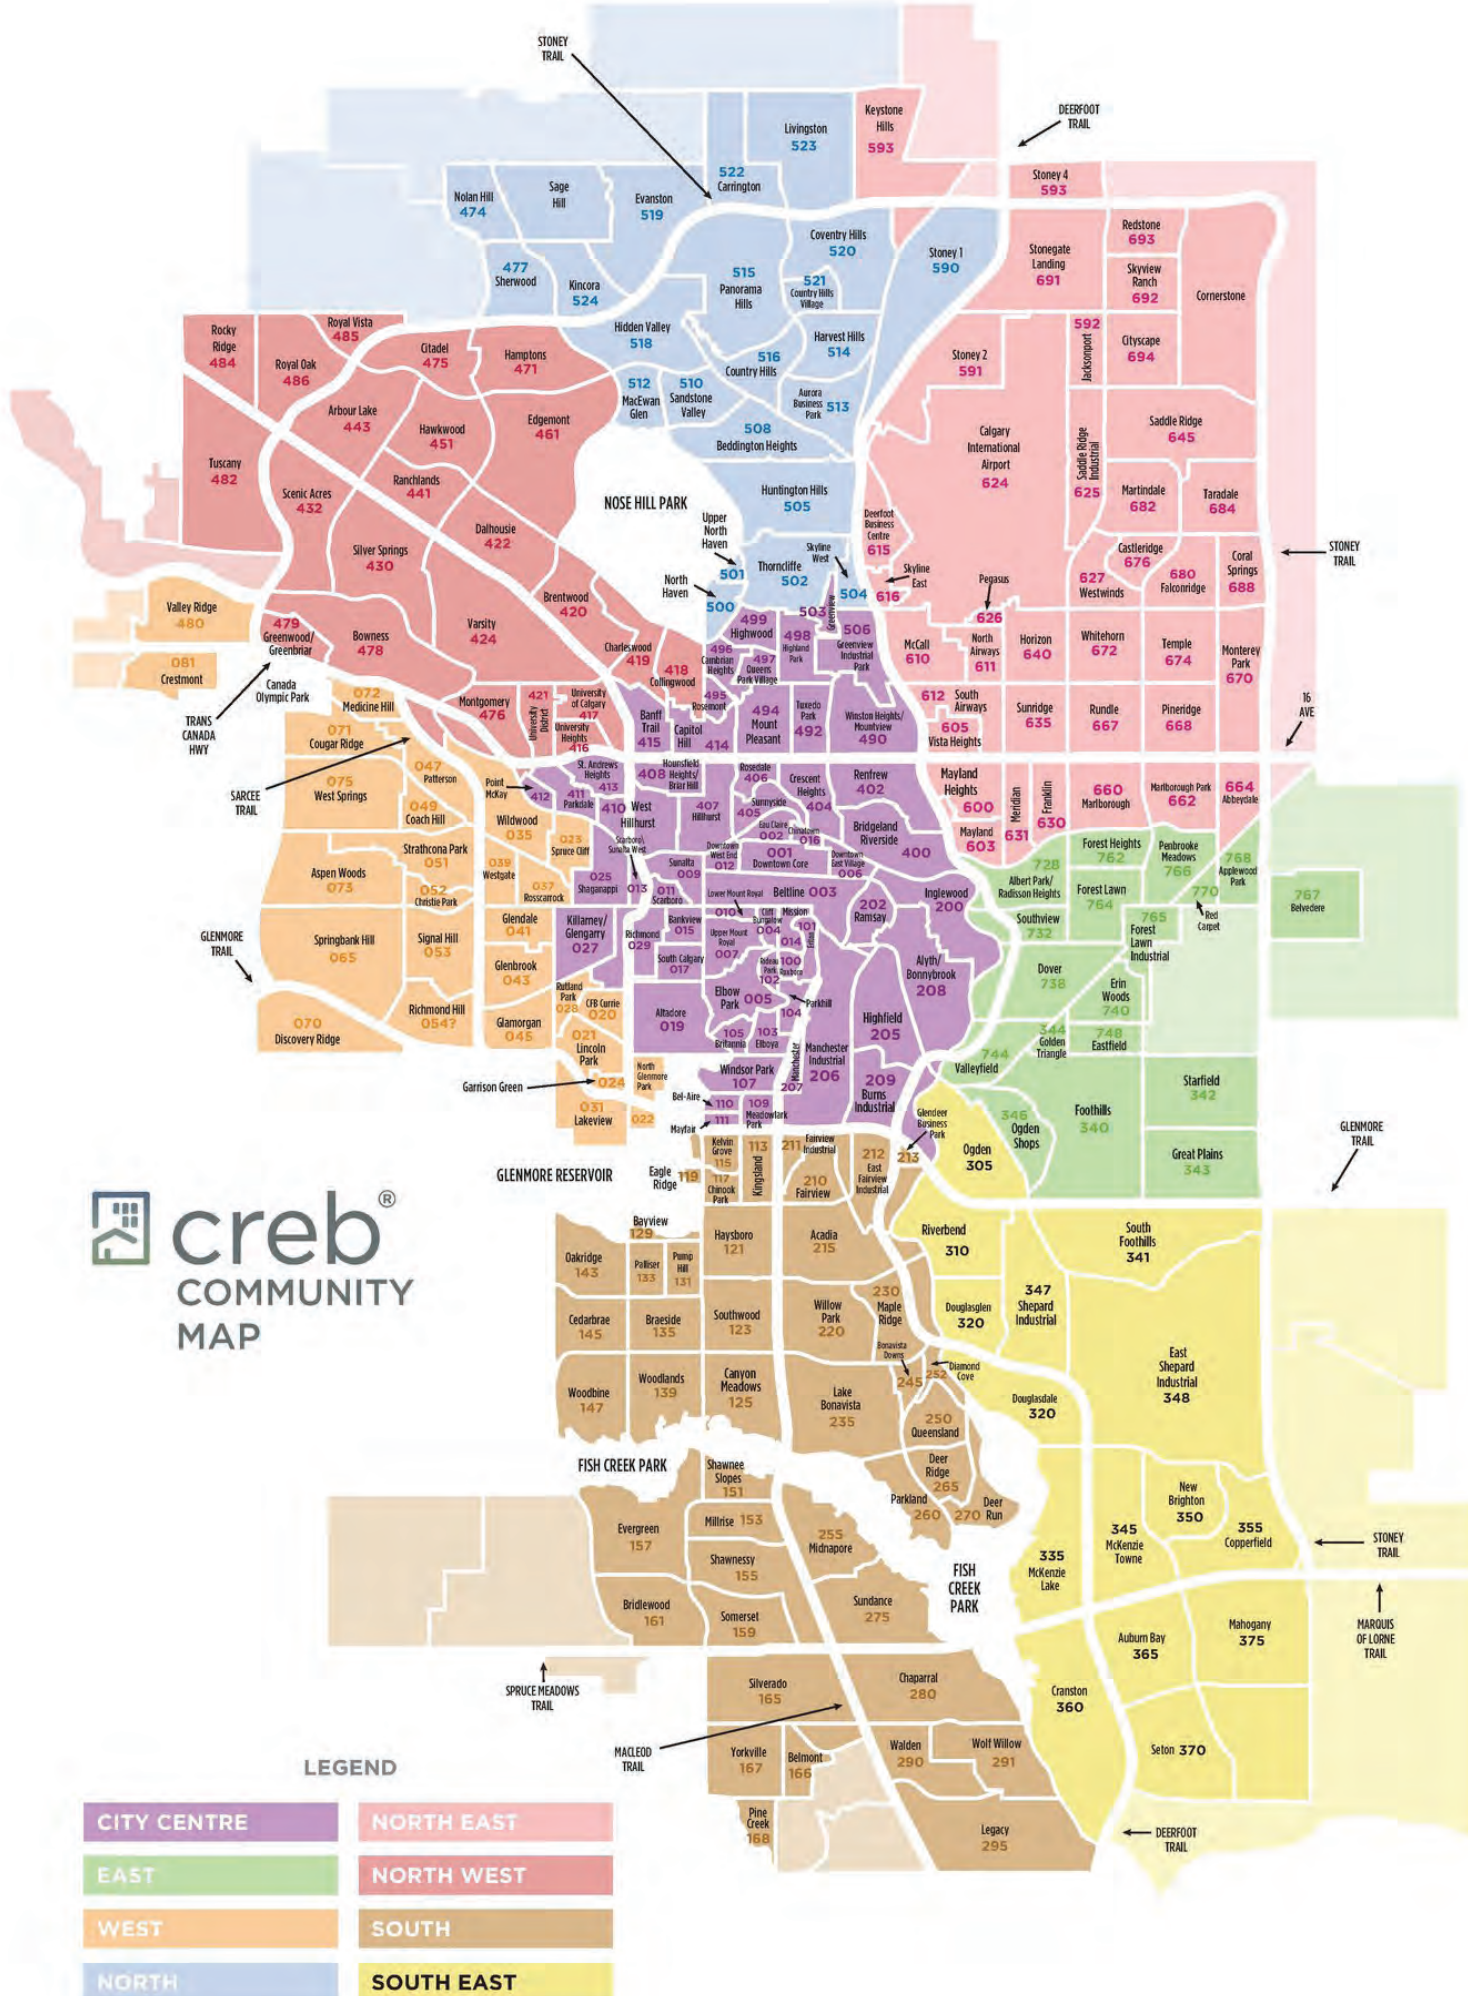 STONEY
TRAIL
DEERFOOT
TRAIL
Keystone
Hills
593
Livingston
523
522
Carrington
Stoney 4
593
Nolan Hill
474
Sage
Hill
Evanston
519
Redstone
693
Coventry Hills
520
Stoney 1
590
Stonegate
Landing
691
477
Sherwood
Kincora
524
515
Panorama
Hills
521
Country Hills
Village
Skyview
Ranch
692
Cornerstone
Rocky
Ridge
484
Royal Vista
485
Royal Oak
486
Citadel
475
Hamptons
471
Hidden Valley
518
Harvest Hills
514
516
Country Hills
Stoney 2
591
592
Jacksonport
Cityscape
694
Arbour Lake
443
Hawkwood
451
Edgemont
461
512
MacEwan
Glen
510
Sandstone
Valley
Aurora
Business
Park
513
508
Beddington Heights
Calgary
International
Airport
624
Saddle Ridge
645
Saddle Ridge
Industrial
625
Tuscany
482
Scenic Acres
432
Ranchlands
441
Dalhousie
422
NOSE HILL PARK
Huntington Hills
505
Martindale
682
Taradale
684
Silver Springs
430
Upper
North
Haven
501
Thorncliffe
502
Skyline
West
504
Deerfoot
Business
Centre
615
Skyline
East
616
Castleridge
676
680
Falconridge
Coral
Springs
688
STONEY
TRAIL
Valley Ridge
480
Brentwood
420
North
Haven
500
503
Greenview
Pegasus
626
627
Westwinds
479
Greenwood/
Greenbriar
Bowness
478
Varsity
424
Charleswood
419
418
Collingwood
499
Highwood
498
Highland
Park
506
Greenview
Industrial
Park
McCall
610
North
Airways
611
Horizon
640
Whitehorn
672
Temple
674
Monterey
Park
670
081
Crestmont
Canada
Olympic Park
496
Cambrian
Heights
497
Queens
Park Village
TRANS
CANADA
HWY
072
Medicine Hill
Montgomery
476
421
University
District
University
of Calgary
417
University
Heights
416
495
Rosemont
Banff
Trail
415
Capitol
Hill
414
494
Mount
Pleasant
Tuxedo
Park
492
Winston Heights/
Mountview
490
612
South
Airways
605
Vista Heights
Sunridge
635
Rundle
667
Pineridge
668
16
AVE
071
Cougar Ridge
SARCEE
TRAIL
075
West Springs
047
Patterson
Point
McKay
412
St. Andrews
Heights
413
411
Parkdale
408
Hounsfield
Heights/
Briar Hill
Rosedale
406
Crescent
Heights
404
Renfrew
402
Mayland
Heights
600
Meridian
631
Franklin
630
660
Marlborough
Marlborough Park
662
664
Abbeydale
049
Coach Hill
Wildwood
035
410
West
Hillhurst
407
Hillhurst
Sunnyside
405
Eau Claire
002
Chinatown
016
Bridgeland
Riverside
400
Mayland
603
Strathcona Park
051
023
Spruce Cliff
Scarboro\
Sunalta West
013
Downtown
West End
012
001
Downtown Core
Downtown
East Village
006
728
Albert Park/
Radisson Heights
Forest Heights
762
Penbrooke
Meadows
766
768
Applewood
Park
Aspen Woods
073
052
Christie Park
039
Westgate
037
Rosscarrock
025
Shaganappi
Sunalta
009
011
Scarboro
Lower Mount Royal
010
Beltline 003
202
Ramsay
Inglewood
200
Forest Lawn
764
770
Red
Carpet
767
Belvedere
Springbank Hill
065
Signal Hill
053
Glendale
041
Killarney/
Glengarry
027
Richmond
029
Bankview
015
Upper Mount
Royal
007
Cliff
Bungalow
004
Mission
014
101
Erlton
Southview
732
765
Forest
Lawn
Industrial
GLENMORE
TRAIL
Glenbrook
043
South Calgary
017
Rideau
Park
102
100
Roxboro
Alyth/
Bonnybrook
208
Dover
738
Erin
Woods
740
070
Discovery Ridge
Richmond Hill
054?
Glamorgan
045
Rutland
Park
028
CFB Currie
020
Altadore
019
Elbow
Park 005
Parkhill
104
Highfield
205
021
Lincoln
Park
105
Britannia
103
Elboya
Manchester
207
Manchester
Industrial
206
344
Golden
Triangle
748
Eastfield
744
Valleyfield
Garrison Green
024
North
Glenmore
Park
022
Windsor Park
107
209
Burns
Industrial
Starfield
342
031
Lakeview
Bel-Aire
110
109
Meadowlark
Park
Mayfair
111
Glendeer
Business
Park
213
346
Ogden
Shops
Foothills
340
Great Plains
343
GLENMORE
TRAIL
GLENMORE RESERVOIR
Eagle
Ridge
119
Kelvin
Grove
115
117
Chinook
Park
113
Kingsland
211
Fairview
Industrial
210
Fairview
212
East
Fairview
Industrial
Ogden
305
creb®
COMMUNITY
MAP
Bayview
129
Oakridge
143
Palliser
133
Pump
Hill
131
Haysboro
121
Acadia
215
Riverbend
310
South
Foothills
341
Cedarbrae
145
Braeside
135
Southwood
123
Willow
Park
220
230
Maple
Ridge
Douglasglen
320
347
Shepard
Industrial
Woodbine
147
Woodlands
139
Canyon
Meadows
125
Lake
Bonavista
235
Bonavista
Downs
245
252
Diamond
Cove
Douglasdale
320
East
Shepard
Industrial
348
250
Queensland
FISH CREEK PARK
Shawnee
Slopes
151
Deer
Ridge
265
Parkland
260
270
Deer
Run
Evergreen
157
Millrise 153
255
Midnapore
New
Brighton
350
345
McKenzie
Towne
355
Copperfield
STONEY
TRAIL
Shawnessy
155
335
McKenzie
Lake
FISH
CREEK
PARK
Bridlewood
161
Somerset
159
Sundance
275
Auburn Bay
365
Mahogany
375
MARQUIS
OF LORNE
TRAIL
SPRUCE MEADOWS
TRAIL
Silverado
165
Chaparral
280
Cranston
360
MACLEOD
TRAIL
Yorkville
167
Belmont
166
Walden
290
Wolf Willow
291
Seton 370
Pine
Creek
168
Legacy
295
DEERFOOT
TRAIL
LEGEND
CITY CENTRE
NORTH EAST
EAST
NORTH WEST
WEST
SOUTH
NORTH
SOUTH EAST